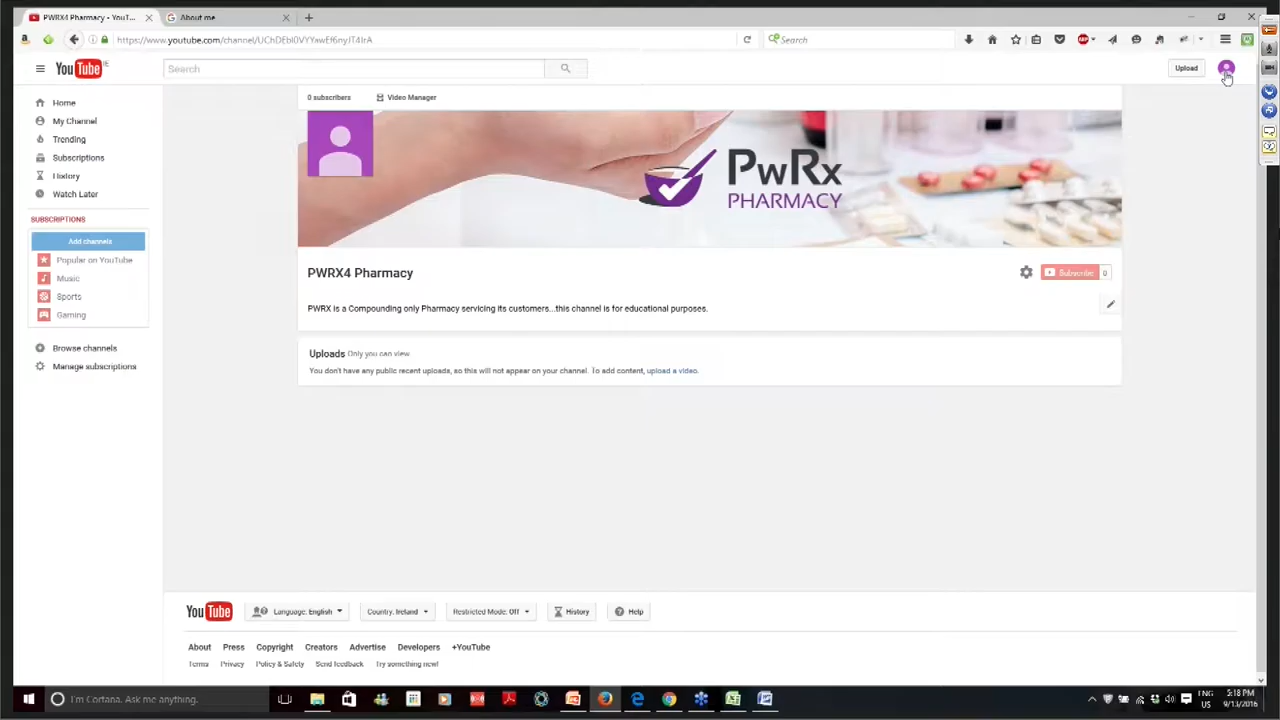 PWRX4 Pharmacy - YouT...
About me
https://www.youtube.com/channel/
Search
ABP
YouTube IE
Search
Upload
Home
My Channel
Trending
Subscriptions
History
Watch Later
SUBSCRIPTIONS
Add channels
Popular on YouTube
Music
Sports
Gaming
Browse channels
Manage subscriptions
0 subscribers
Video Manager
PwRx
PHARMACY
PWRX4 Pharmacy
Subscribe 0
PWRX is a Compounding only Pharmacy servicing its customers...this channel is for educational purposes.
Uploads Only you can view
You don't have any public recent uploads, so this will not appear on your channel. To add content, upload a video.
YouTube
Language: English
Country: Ireland
Restricted Mode: Off
History
Help
About Press Copyright Creators Advertise Developers +YouTube
Terms Privacy Policy & Safety Send feedback Try something new!
I'm Cortana. Ask me anything.
ENG 5:18 PM
US 9/13/2016